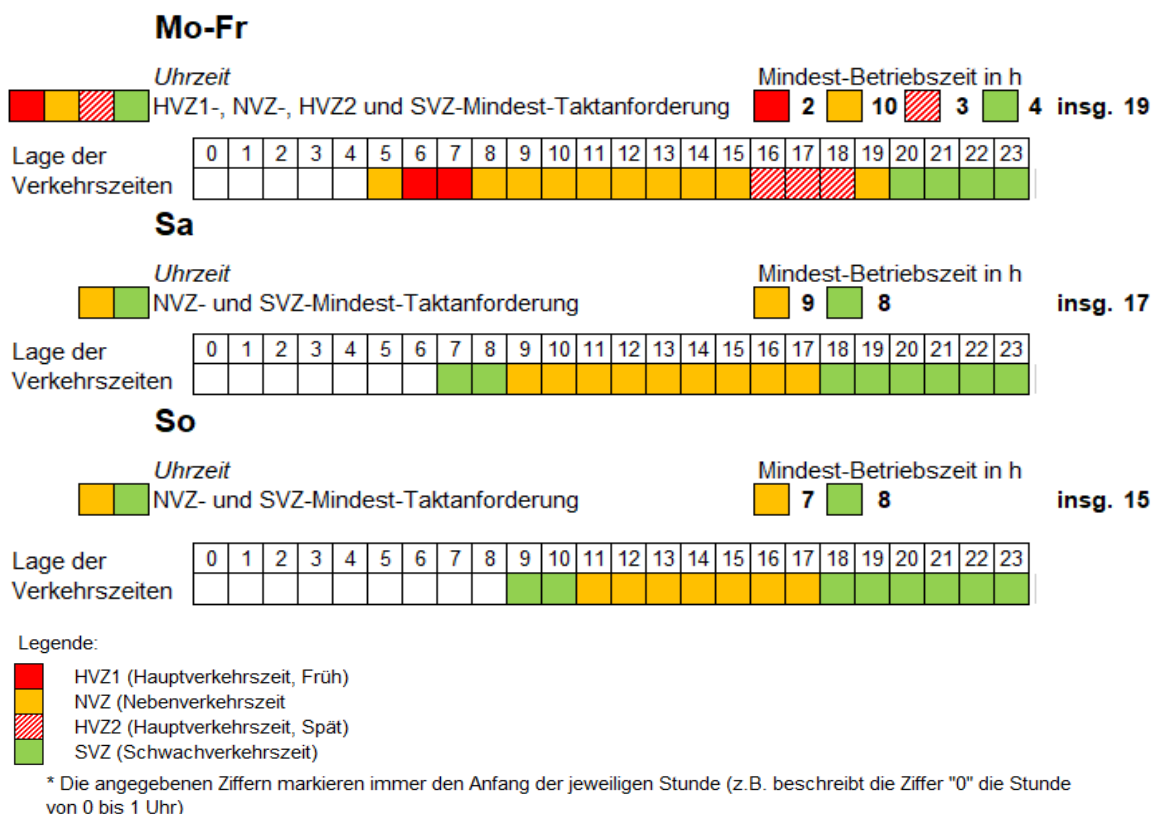 Mo-Fr
Uhrzeit Mindest-Betriebszeit in h
HVZ1-, NVZ-, HVZ2 und SVZ-Mindest-Taktanforderung 2 10 3 4 insg. 19
Lage der 0 1 2 3 4 5 6 7 8 9 10 11 12 13 14 15 16 17 18 19 20 21 22 23
Verkehrszeiten
Sa
Uhrzeit Mindest-Betriebszeit in h
NVZ- und SVZ-Mindest-Taktanforderung 9 8 insg. 17
Lage der 0 1 2 3 4 5 6 7 8 9 10 11 12 13 14 15 16 17 18 19 20 21 22 23
Verkehrszeiten
So
Uhrzeit Mindest-Betriebszeit in h
NVZ- und SVZ-Mindest-Taktanforderung 7 8 insg. 15
Lage der 0 1 2 3 4 5 6 7 8 9 10 11 12 13 14 15 16 17 18 19 20 21 22 23
Verkehrszeiten
Legende:
HVZ1 (Hauptverkehrszeit, Früh)
NVZ (Nebenverkehrszeit
HVZ2 (Hauptverkehrszeit, Spät)
SVZ (Schwachverkehrszeit)
* Die angegebenen Ziffern markieren immer den Anfang der jeweiligen Stunde (z.B. beschreibt die Ziffer "0" die Stunde
von 0 bis 1 Uhr)